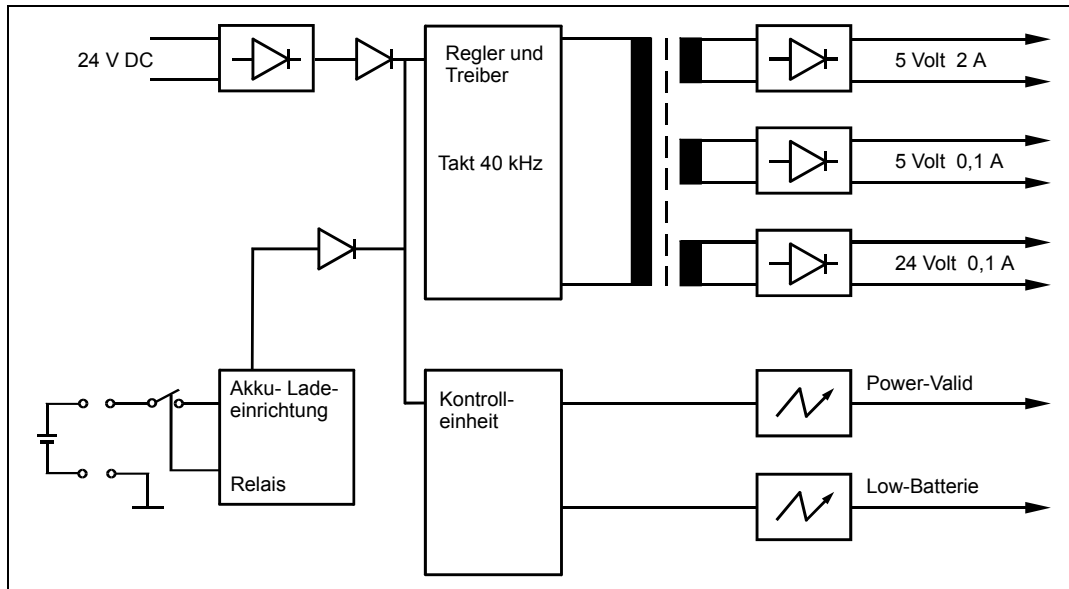 24 V DC
Regler und
Treiber
Takt 40 kHz
5 Volt 2 A
5 Volt 0,1 A
24 Volt 0,1 A
Akku- Lade-
einrichtung
Relais
Kontroll-
einheit
Power-Valid
Low-Batterie